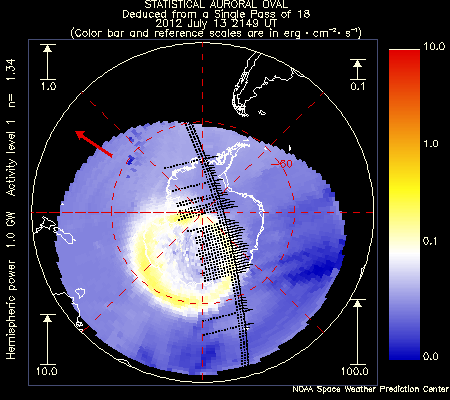 STATISTICAL AURORAL OVAL
Deduced from a Single Pass of 18
2012 July 13 2149 UT
(Color bar and reference scales are in erg·cm⁻²·s⁻¹)
Hemispheric power 1.0 GW Activity level 1 n= 1.34
1.0
0.1
10.0
100.0
-60
10.0
1.0
0.1
0.0
NOAA Space Weather Prediction Center